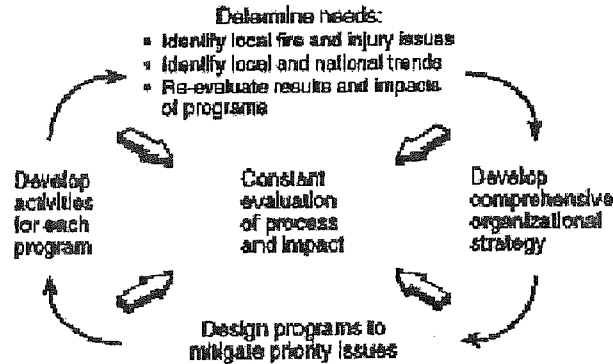 Determine needs:
• Identify local fire and injury issues
• Identify local and national trends
• Re-evaluate results and impacts
of programs
Develop
activities
for each
program
Constant
evaluation
of process
and impact
Develop
comprehensive
organizational
strategy
Design programs to
mitigate priority issues